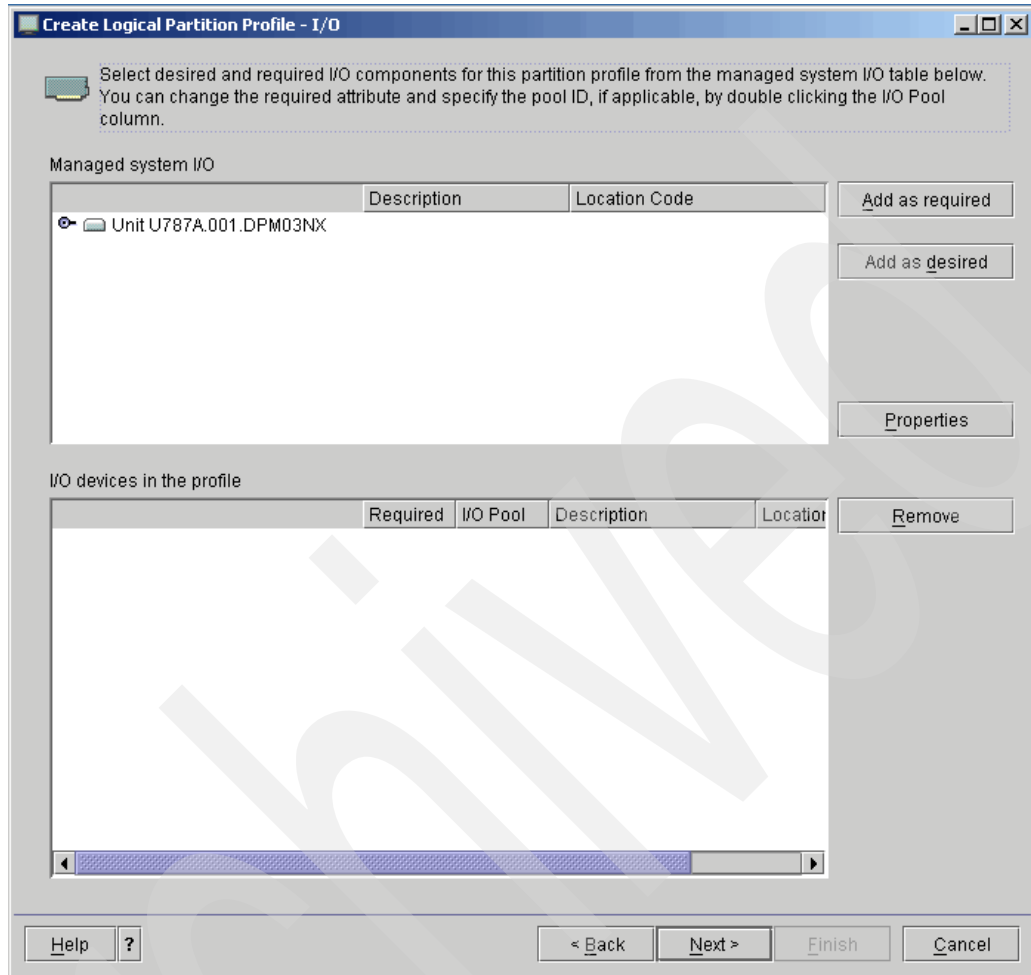 Create Logical Partition Profile - I/O
Select desired and required I/O components for this partition profile from the managed system I/O table below.
You can change the required attribute and specify the pool ID, if applicable, by double clicking the I/O Pool
column.
Managed system I/O
Description Location Code
Unit U787A.001.DPM03NX
Add as required
Add as desired
Properties
I/O devices in the profile
Required I/O Pool Description Location
Remove
Help ? < Back Next > Finish Cancel